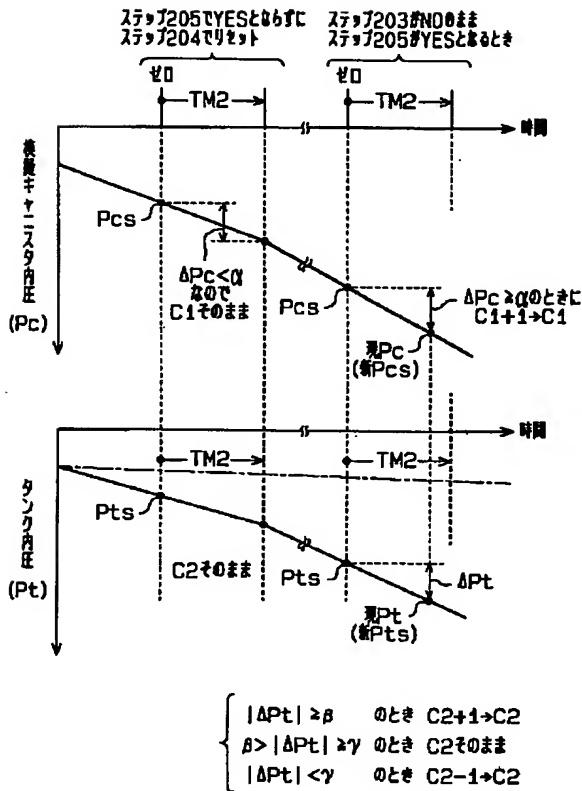 ステップ205でYESとならずに
ステップ204でリセット
ステップ203がNOのまま
ステップ205がYESとなるとき
ゼロ
TM2
ゼロ
TM2
時間
模擬キャニスタ内圧
(Pc)
Pcs
ΔPc<α
なので
C1そのまま
Pcs
ΔPc≧αのときに
C1+1→C1
現Pc
(新Pcs)
時間
TM2
TM2
タンク内圧
(Pt)
Pts
C2そのまま
Pts
ΔPt
現Pt
(新Pts)
|ΔPt|≧β のとき C2+1→C2
β>|ΔPt|≧γ のとき C2そのまま
|ΔPt|<γ のとき C2-1→C2